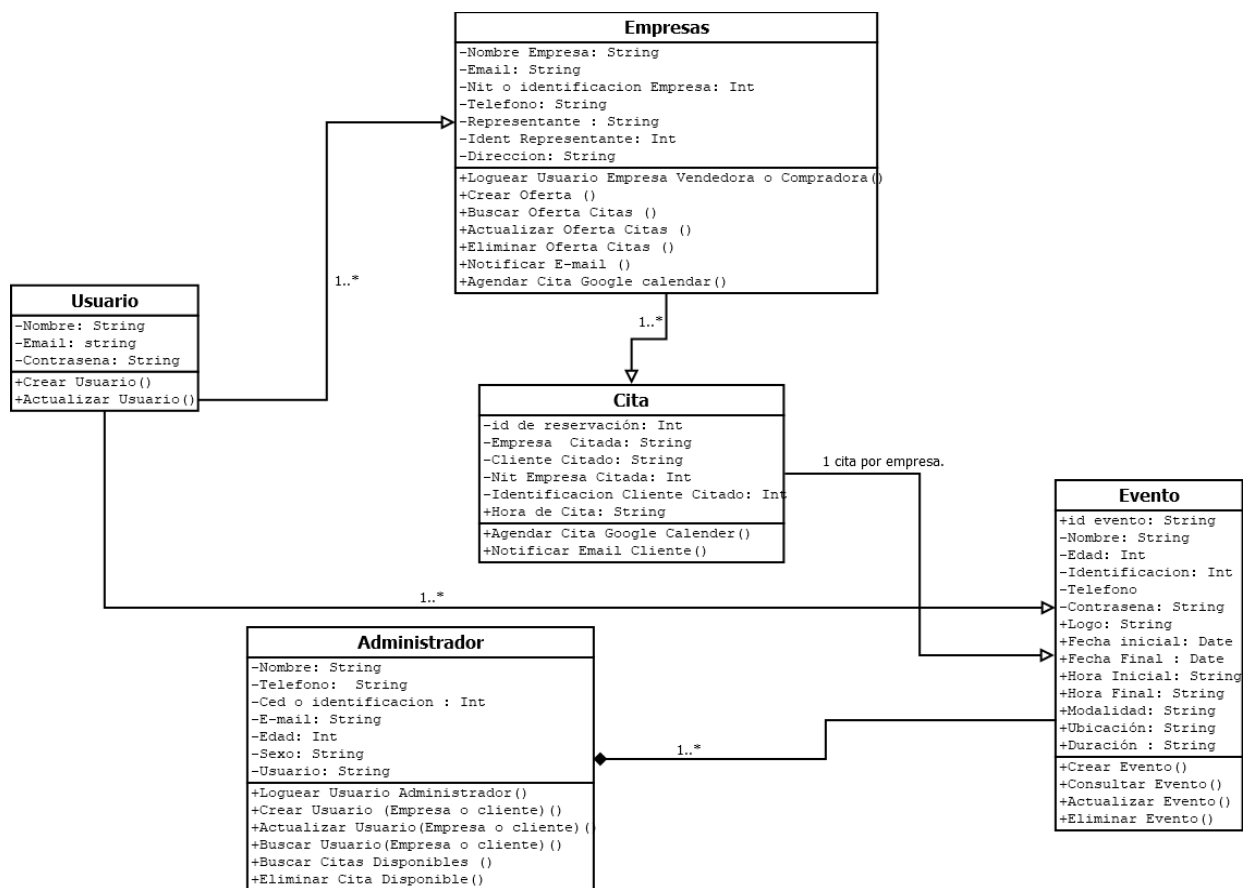 Empresas
-Nombre Empresa: String
-Email: String
-Nit o identificacion Empresa: Int
-Telefono: String
-Representante : String
-Ident Representante: Int
-Direccion: String
+Loguear Usuario Empresa Vendedora o Compradora()
+Crear Oferta ()
+Buscar Oferta Citas ()
+Actualizar Oferta Citas ()
+Eliminar Oferta Citas ()
+Notificar E-mail ()
+Agendar Cita Google calendar()
1..*
Usuario
-Nombre: String
-Email: string
-Contrasena: String
+Crear Usuario()
+Actualizar Usuario()
1..*
Cita
-id de reservación: Int
-Empresa  Citada: String
-Cliente Citado: String
-Nit Empresa Citada: Int
-Identificacion Cliente Citado: Int
+Hora de Cita: String
+Agendar Cita Google Calender()
+Notificar Email Cliente()
1 cita por empresa.
Evento
+id evento: String
-Nombre: String
-Edad: Int
-Identificacion: Int
-Telefono
-Contrasena: String
+Logo: String
+Fecha inicial: Date
+Fecha Final : Date
+Hora Inicial: String
+Hora Final: String
+Modalidad: String
+Ubicación: String
+Duración : String
+Crear Evento()
+Consultar Evento()
+Actualizar Evento()
+Eliminar Evento()
1..*
Administrador
-Nombre: String
-Telefono:  String
-Ced o identificacion : Int
-E-mail: String
-Edad: Int
-Sexo: String
-Usuario: String
+Loguear Usuario Administrador()
+Crear Usuario (Empresa o cliente)()
+Actualizar Usuario(Empresa o cliente)()
+Buscar Usuario(Empresa o cliente)()
+Buscar Citas Disponibles ()
+Eliminar Cita Disponible()
1..*